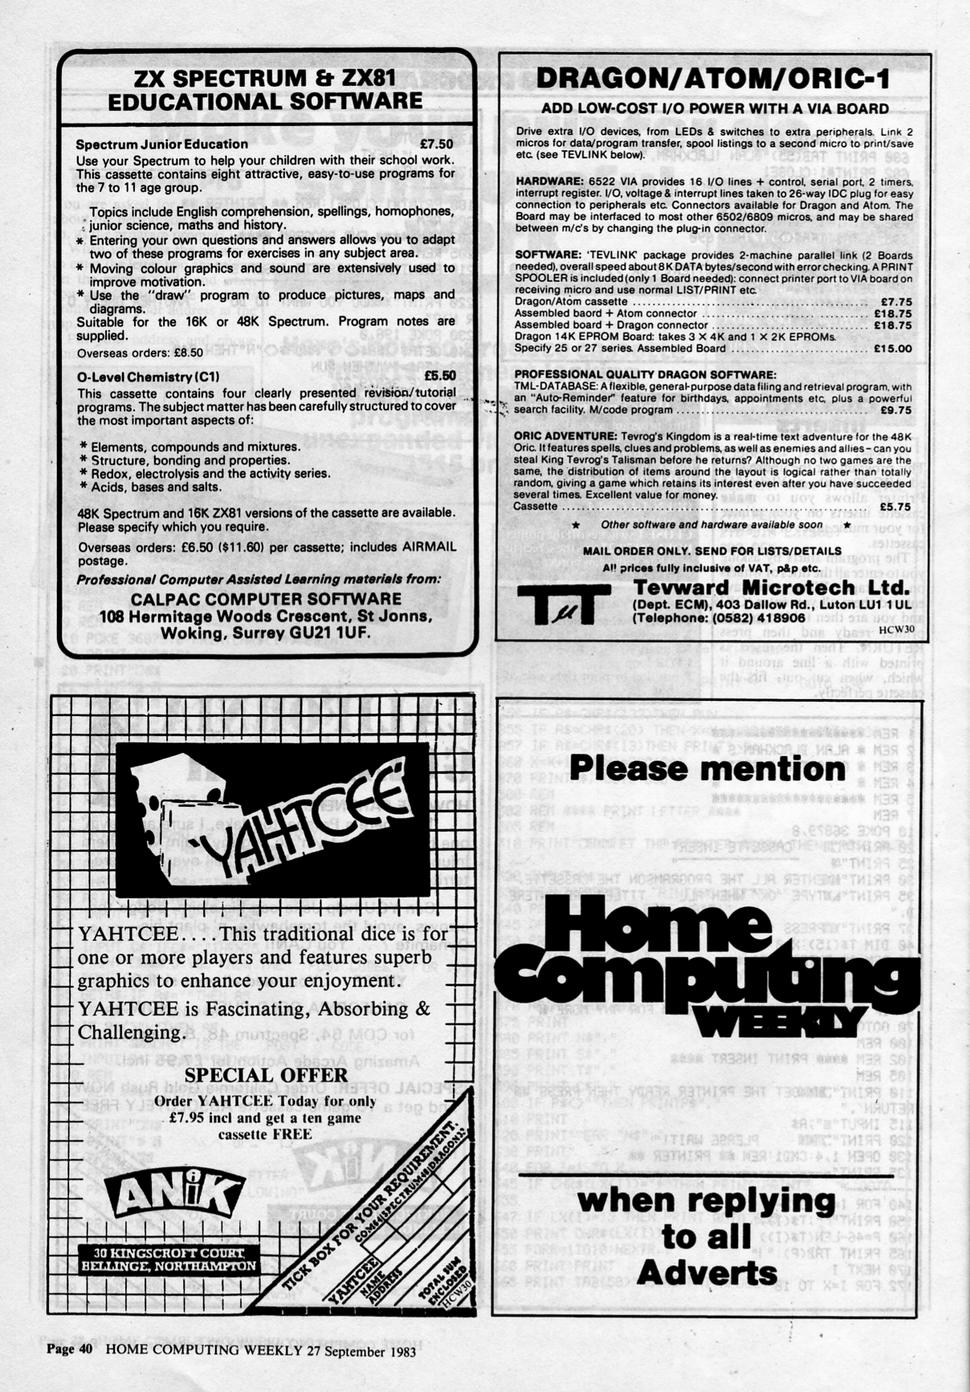 ZX SPECTRUM & ZX81
EDUCATIONAL SOFTWARE
Spectrum Junior Education £7.50
Use your Spectrum to help your children with their school work.
This cassette contains eight attractive, easy-to-use programs for
the 7 to 11 age group.
Topics include English comprehension, spellings, homophones,
junior science, maths and history.
* Entering your own questions and answers allows you to adapt
two of these programs for exercises in any subject area.
* Moving colour graphics and sound are extensively used to
improve motivation.
* Use the "draw" program to produce pictures, maps and
diagrams.
Suitable for the 16K or 48K Spectrum. Program notes are
supplied.
Overseas orders: £8.50
O-Level Chemistry (C1) £5.50
This cassette contains four clearly presented revision/tutorial
programs. The subject matter has been carefully structured to cover
the most important aspects of:
* Elements, compounds and mixtures.
* Structure, bonding and properties.
* Redox, electrolysis and the activity series.
* Acids, bases and salts.
48K Spectrum and 16K ZX81 versions of the cassette are available.
Please specify which you require.
Overseas orders: £6.50 ($11.60) per cassette; includes AIRMAIL
postage.
Professional Computer Assisted Learning materials from:
CALPAC COMPUTER SOFTWARE
108 Hermitage Woods Crescent, St Jonns,
Woking, Surrey GU21 1UF.
DRAGON/ATOM/ORIC-1
ADD LOW-COST I/O POWER WITH A VIA BOARD
Drive extra I/O devices, from LEDs & switches to extra peripherals. Link 2
micros for data/program transfer, spool listings to a second micro to print/save
etc. (see TEVLINK below).
HARDWARE: 6522 VIA provides 16 I/O lines + control, serial port, 2 timers,
interrupt register. I/O, voltage & interrupt lines taken to 26-way IDC plug for easy
connection to peripherals etc. Connectors available for Dragon and Atom. The
Board may be interfaced to most other 6502/6809 micros, and may be shared
between m/c's by changing the plug-in connector.
SOFTWARE: 'TEVLINK' package provides 2-machine parallel link (2 Boards
needed), overall speed about 8K DATA bytes/second with error checking. A PRINT
SPOOLER is included (only 1 Board needed): connect printer port to VIA board on
receiving micro and use normal LIST/PRINT etc.
Dragon/Atom cassette £7.75
Assembled baord + Atom connector £18.75
Assembled board + Dragon connector £18.75
Dragon 14K EPROM Board: takes 3 × 4K and 1 × 2K EPROMs.
Specify 25 or 27 series. Assembled Board £15.00
PROFESSIONAL QUALITY DRAGON SOFTWARE:
TML-DATABASE: A flexible, general-purpose data filing and retrieval program, with
an "Auto-Reminder" feature for birthdays, appointments etc, plus a powerful
search facility. M/code program £9.75
ORIC ADVENTURE: Tevrog's Kingdom is a real-time text adventure for the 48K
Oric. It features spells, clues and problems, as well as enemies and allies – can you
steal King Tevrog's Talisman before he returns? Although no two games are the
same, the distribution of items around the layout is logical rather than totally
random, giving a game which retains its interest even after you have succeeded
several times. Excellent value for money.
Cassette £5.75
★ Other software and hardware available soon ★
MAIL ORDER ONLY. SEND FOR LISTS/DETAILS
All prices fully inclusive of VAT, p&p etc.
TμT
Tevward Microtech Ltd.
(Dept. ECM), 403 Dallow Rd., Luton LU1 1UL
(Telephone: (0582) 418906
HCW30
YAHTCEE
YAHTCEE.... This traditional dice is for
one or more players and features superb
graphics to enhance your enjoyment.
YAHTCEE is Fascinating, Absorbing &
Challenging.
SPECIAL OFFER
Order YAHTCEE Today for only
£7.95 incl and get a ten game
cassette FREE
ANiK
30 KINGSCROFT COURT,
BELLINGE, NORTHAMPTON
TICK BOX FOR YOUR REQUIREMENT.
COM64/SPECTRUM48/DRAGON32
YAHTCEE
NAME
ADDRESS
TOTAL SUM
ENCLOSED
HCW30
Please mention
Home
Computing
WEEKLY
when replying
to all
Adverts
Page 40 HOME COMPUTING WEEKLY 27 September 1983